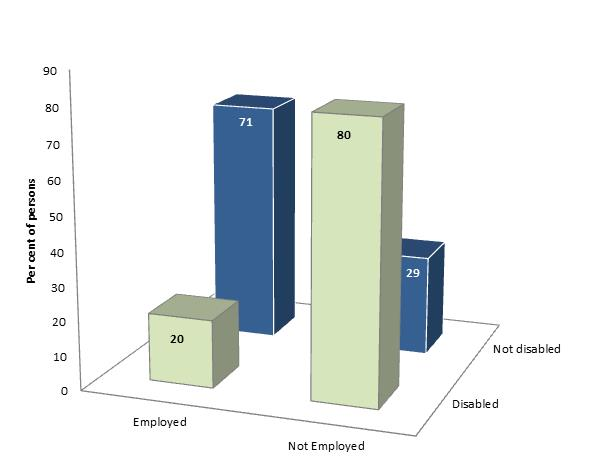 90
80
70
60
50
40
30
20
10
0
Per cent of persons
71
80
29
20
Not disabled
Disabled
Employed
Not Employed